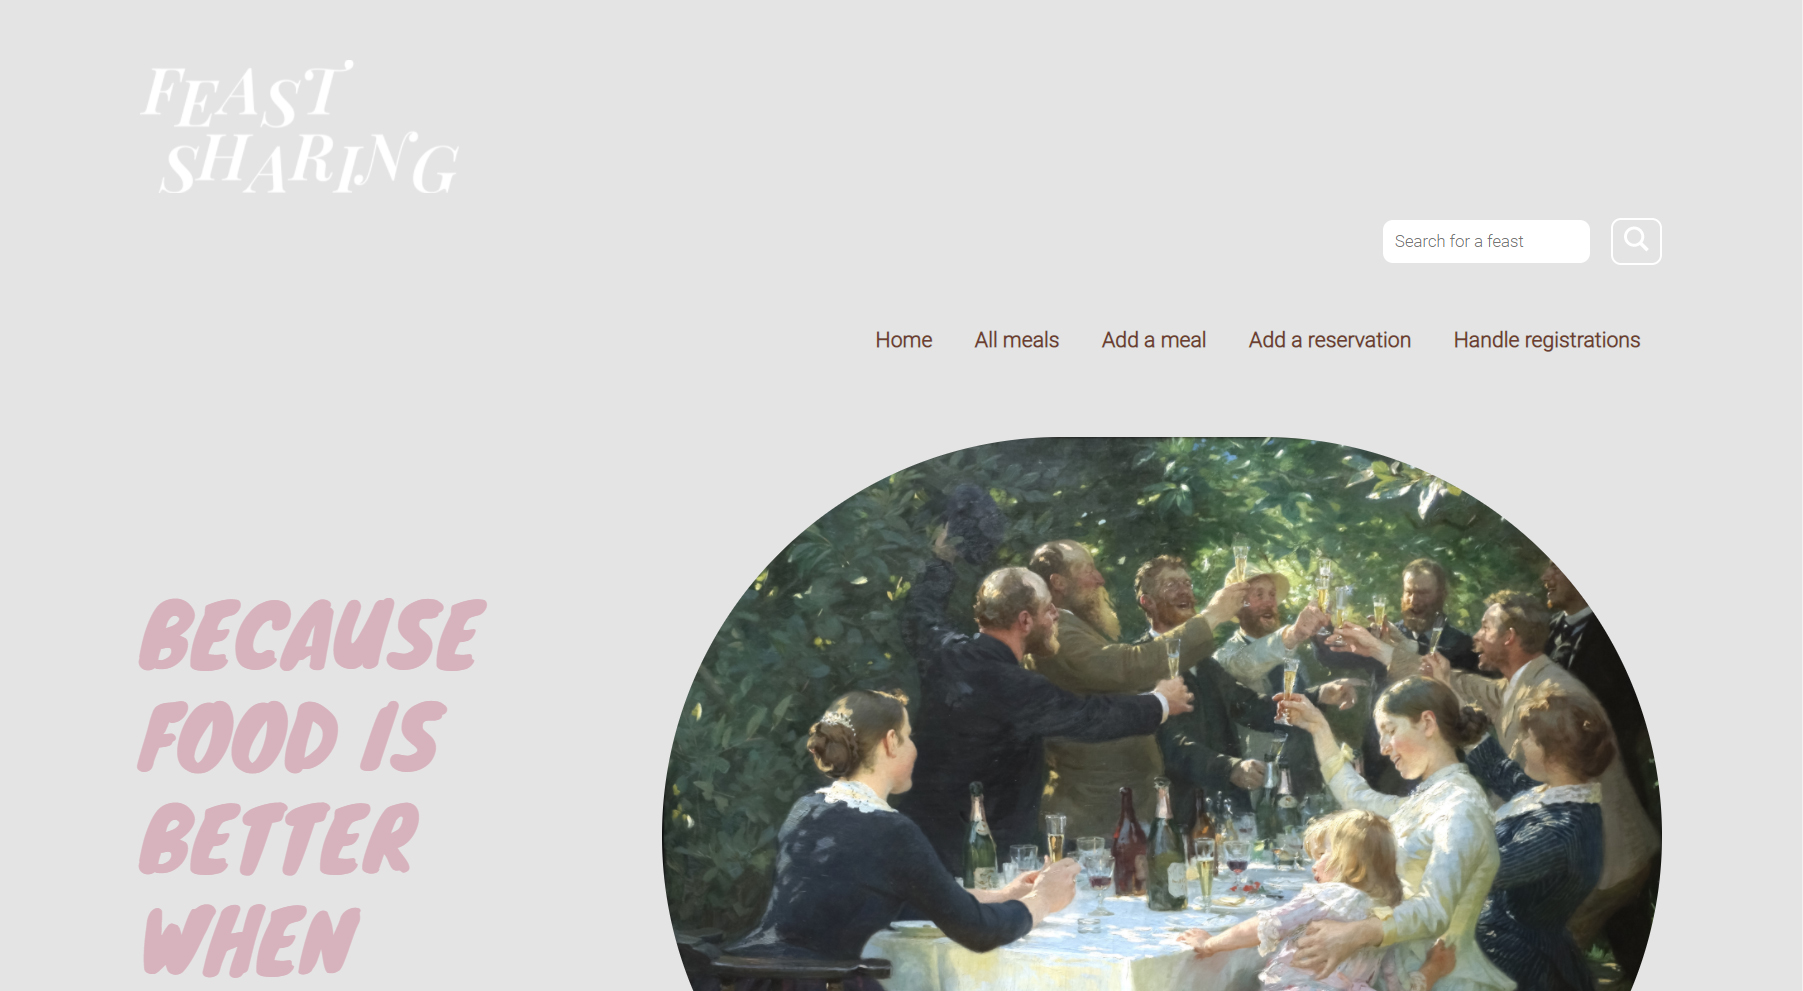 FEAST
SHARING
Search for a feast
Home All meals Add a meal Add a reservation Handle registrations
BECAUSE
FOOD IS
BETTER
WHEN